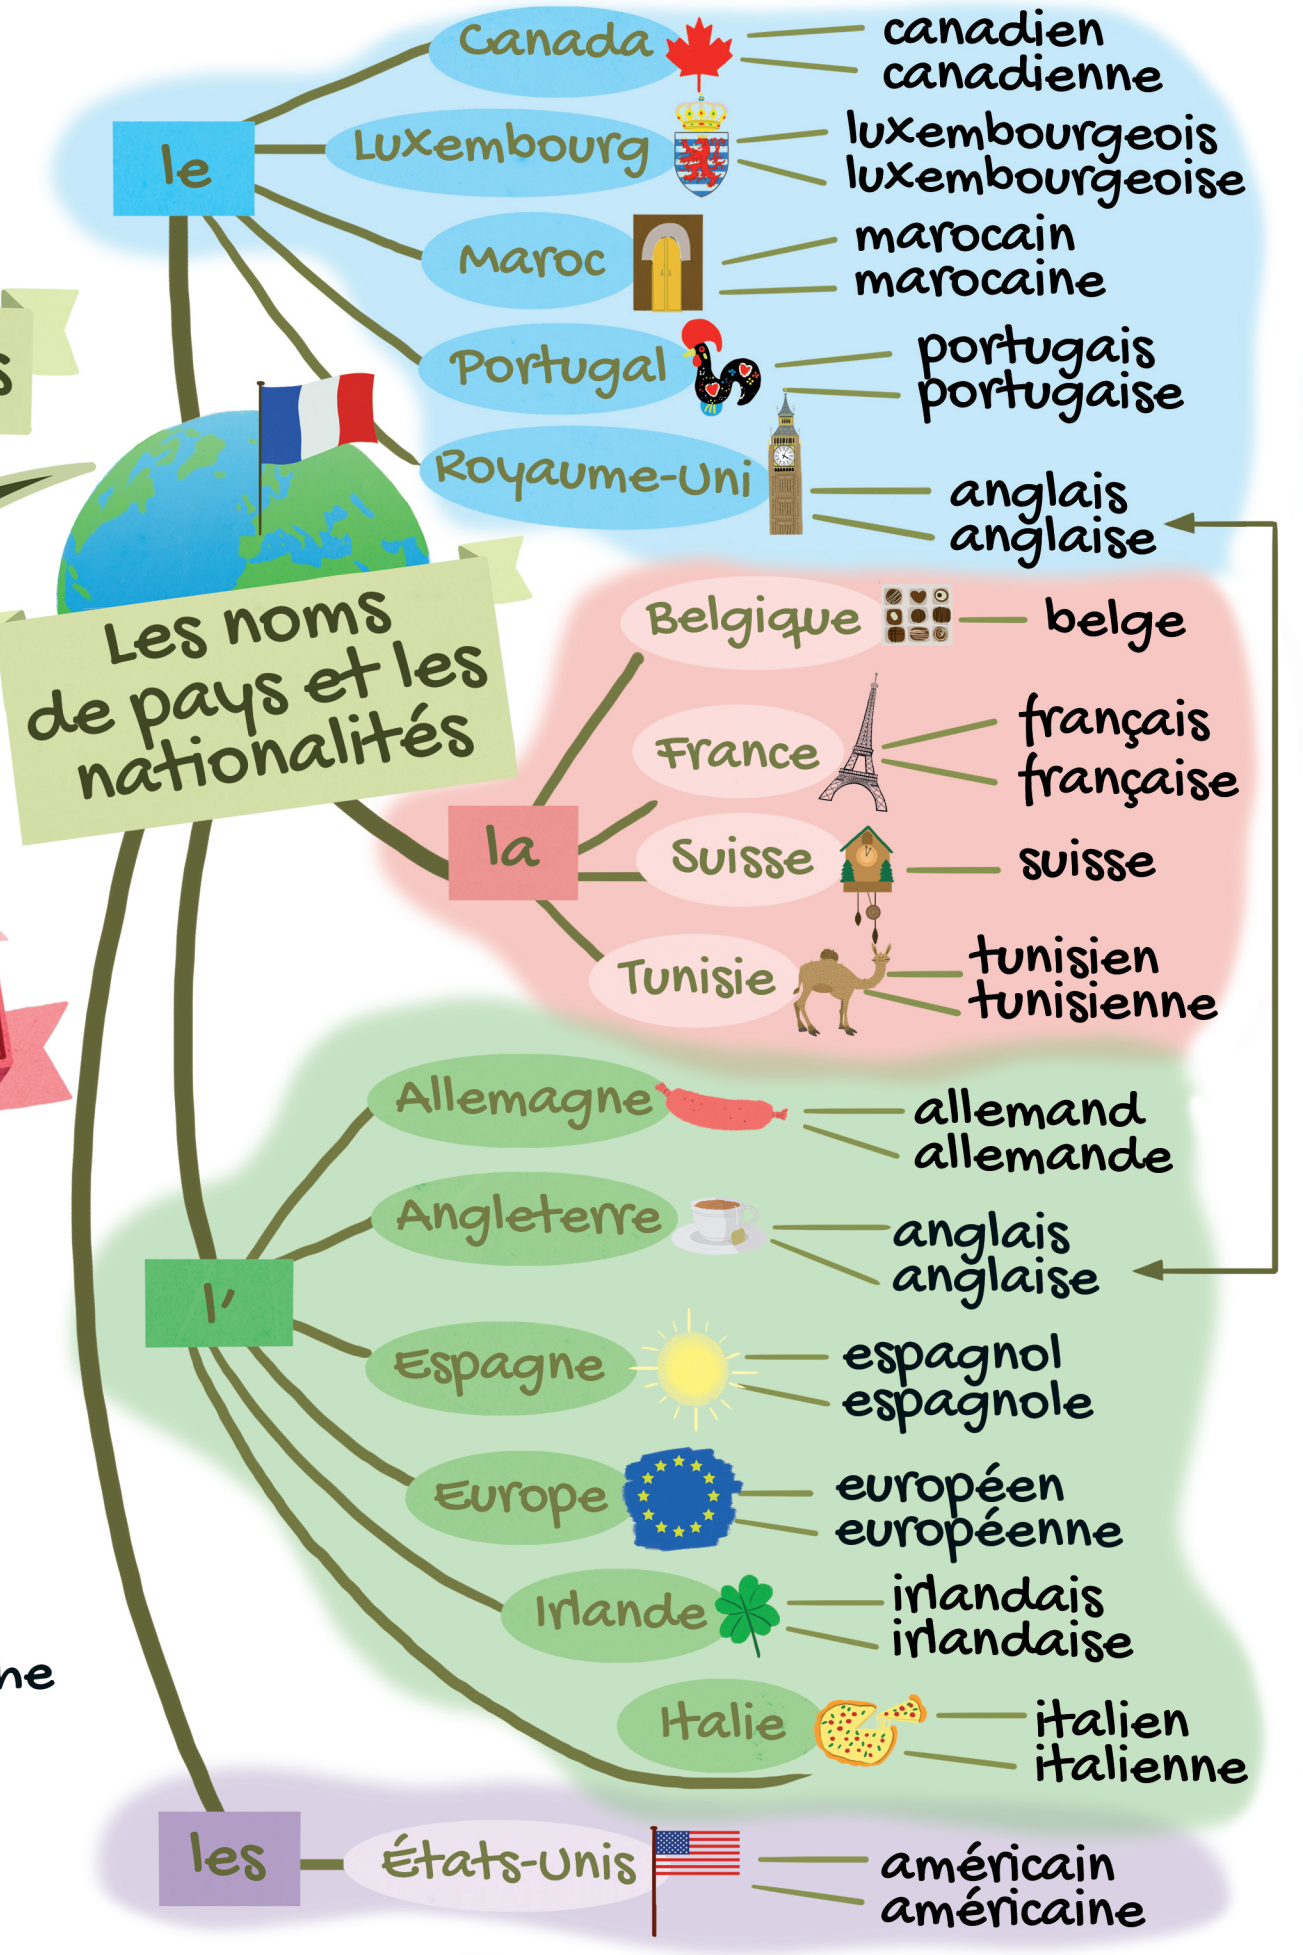 le
Canada
canadien
canadienne
Luxembourg
luxembourgeois
luxembourgeoise
Maroc
marocain
marocaine
Portugal
portugais
portugaise
Royaume-Uni
anglais
anglaise
Les noms
de pays et les
nationalités
la
Belgique
belge
France
français
française
Suisse
suisse
Tunisie
tunisien
tunisienne
l'
Allemagne
allemand
allemande
Angleterre
anglais
anglaise
Espagne
espagnol
espagnole
Europe
européen
européenne
Irlande
irlandais
irlandaise
Italie
italien
italienne
les
États-Unis
américain
américaine